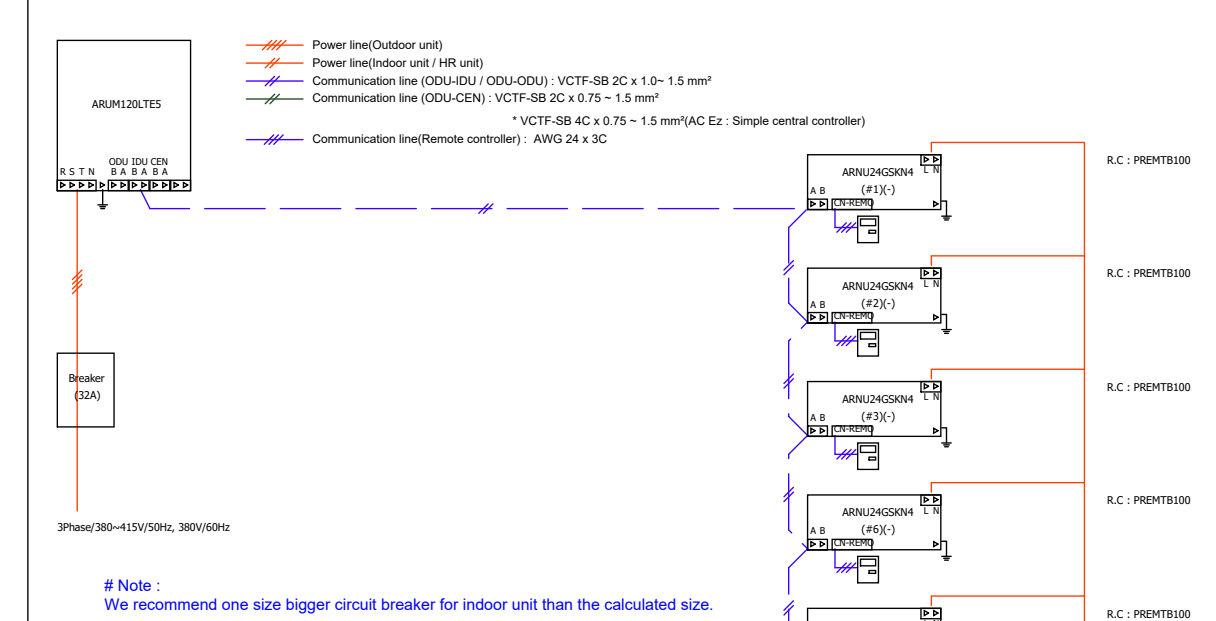 Power line(Outdoor unit)
Power line(Indoor unit / HR unit)
Communication line (ODU-IDU / ODU-ODU) : VCTF-SB 2C x 1.0~ 1.5 mm²
Communication line (ODU-CEN) : VCTF-SB 2C x 0.75 ~ 1.5 mm²
* VCTF-SB 4C x 0.75 ~ 1.5 mm²(AC Ez : Simple central controller)
Communication line(Remote controller) : AWG 24 x 3C
ARUM120LTE5
ODU IDU CEN
R S T N B A B A B A
Breaker
(32A)
3Phase/380~415V/50Hz, 380V/60Hz
# Note :
We recommend one size bigger circuit breaker for indoor unit than the calculated size.
ARNU24GSKN4
L N
(#1)(-)
A B
CN-REMO
R.C : PREMTB100
ARNU24GSKN4
L N
(#2)(-)
A B
CN-REMO
R.C : PREMTB100
ARNU24GSKN4
L N
(#3)(-)
A B
CN-REMO
R.C : PREMTB100
ARNU24GSKN4
L N
(#6)(-)
A B
CN-REMO
R.C : PREMTB100
R.C : PREMTB100